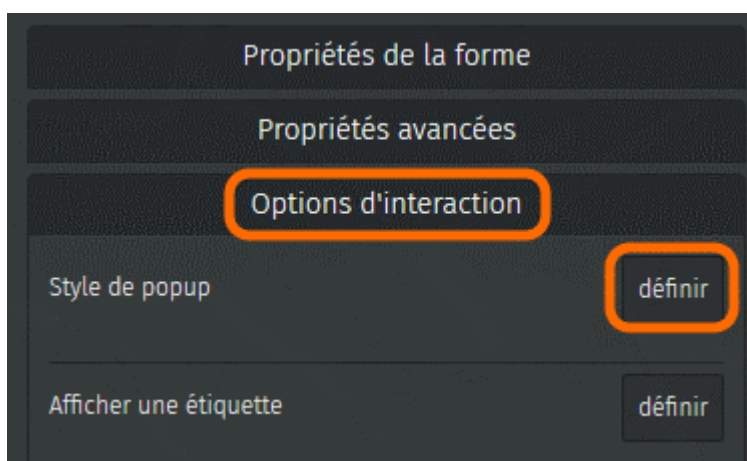 Propriétés de la forme
Propriétés avancées
Options d'interaction
Style de popup définir
Afficher une étiquette définir